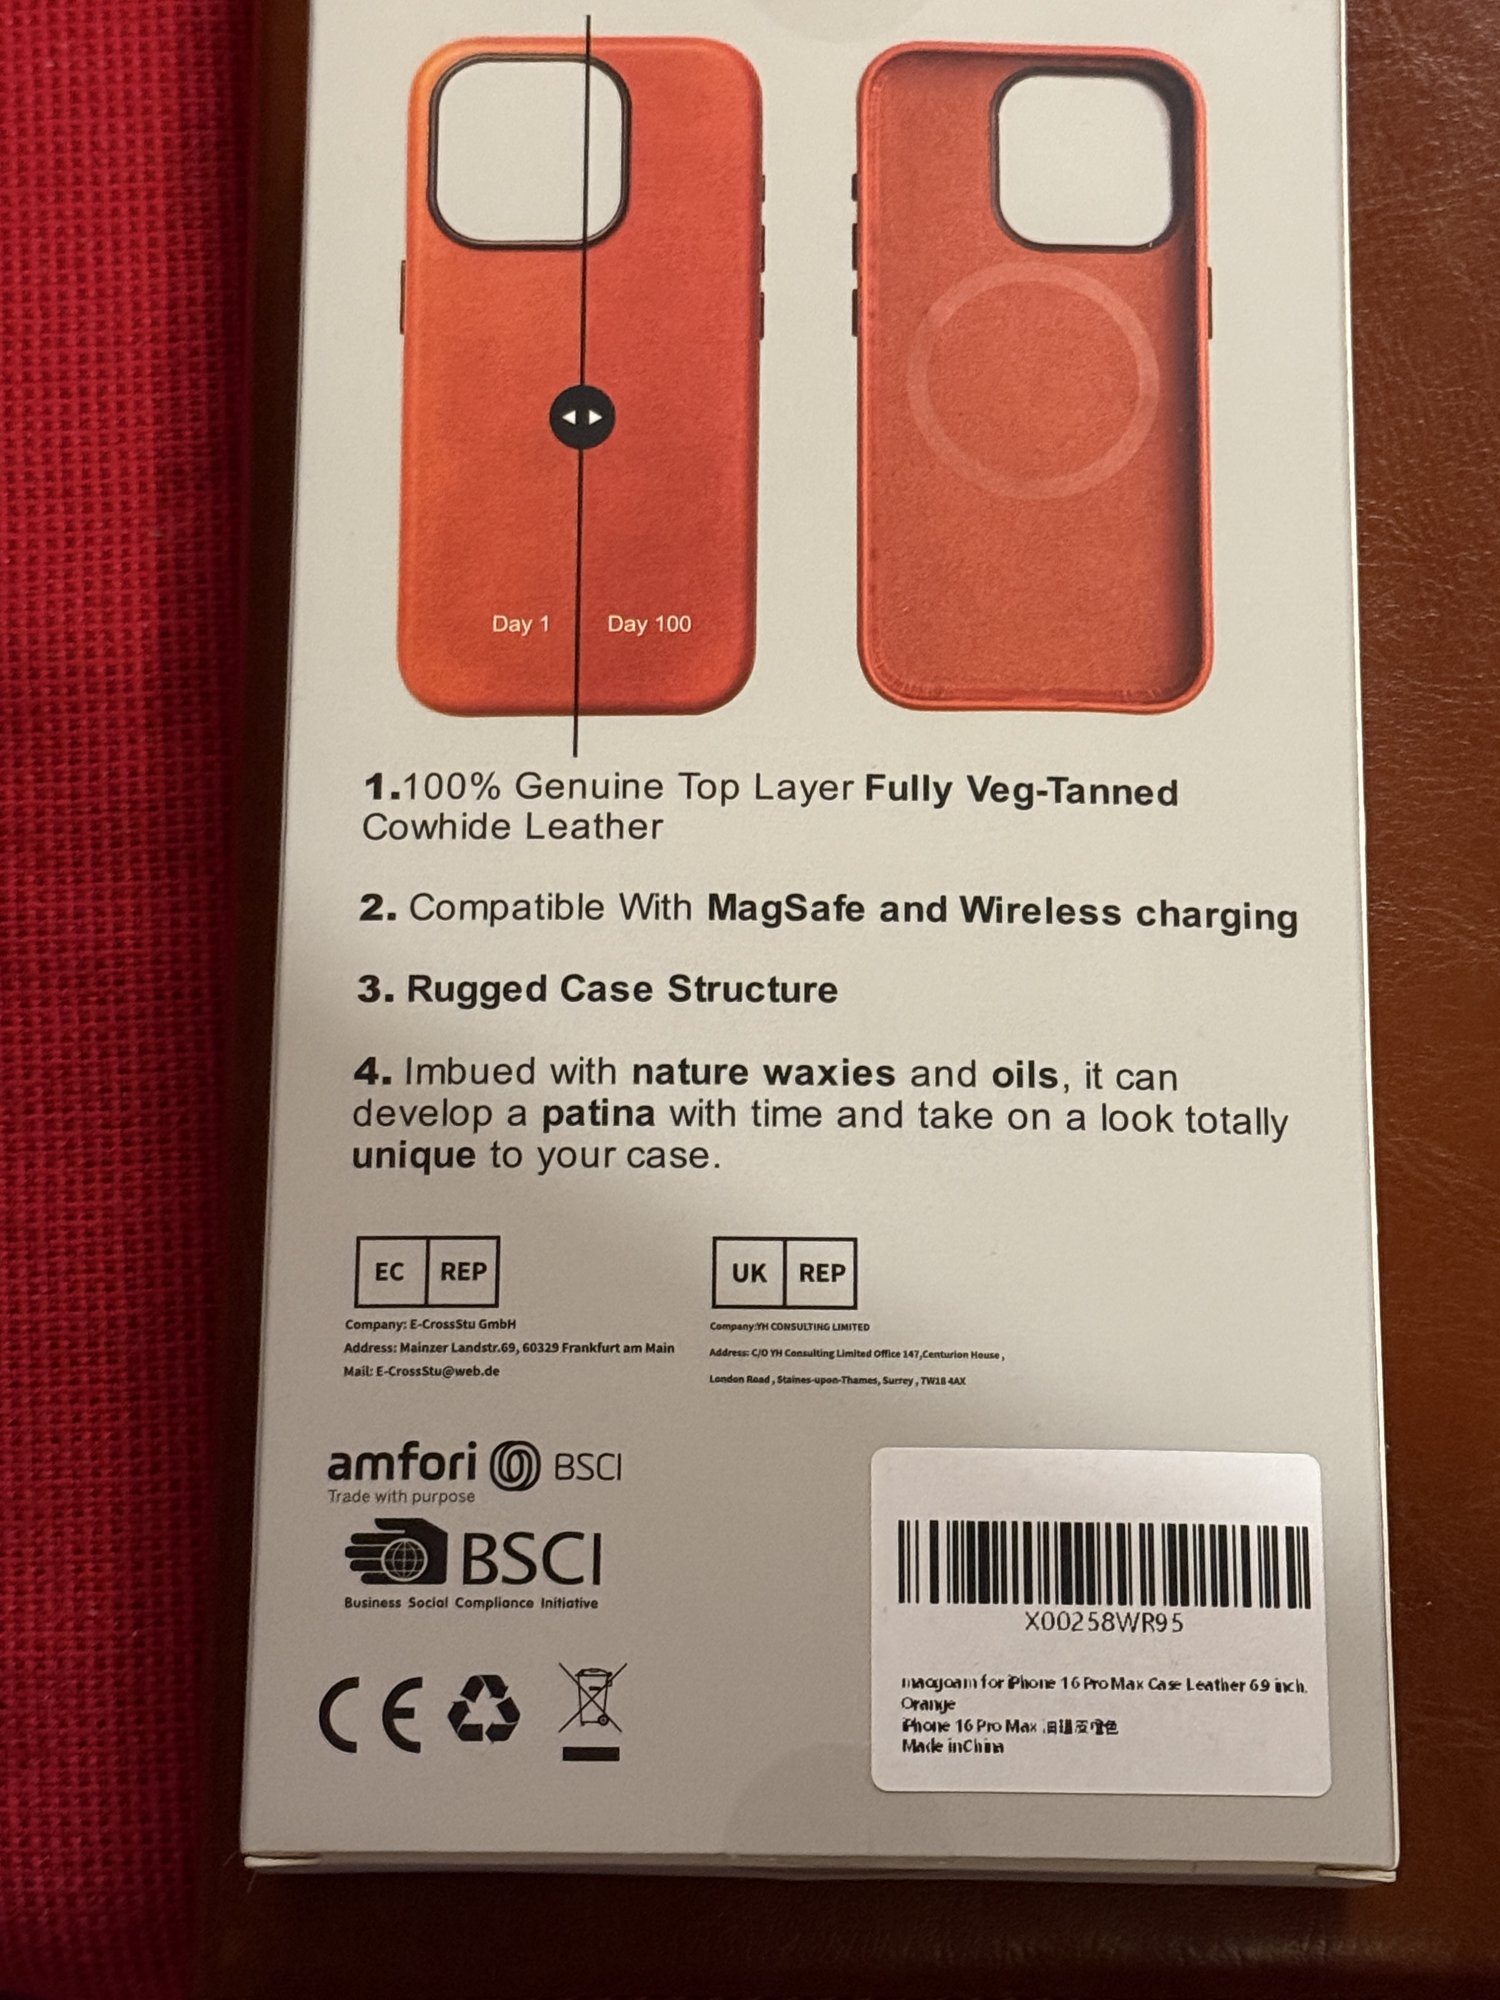 Day 1
Day 100
1.100% Genuine Top Layer Fully Veg-Tanned
Cowhide Leather
2. Compatible With MagSafe and Wireless charging
3. Rugged Case Structure
4. Imbued with nature waxies and oils, it can
develop a patina with time and take on a look totally
unique to your case.
EC REP
Company: E-CrossStu GmbH
Address: Mainzer Landstr.69, 60329 Frankfurt am Main
Mail: E-CrossStu@web.de
UK REP
Company:YH CONSULTING LIMITED
Address: C/O YH Consulting Limited Office 147,Centurion House ,
London Road , Staines-upon-Thames, Surrey , TW18 4AX
amfori BSCI
Trade with purpose
BSCI
Business Social Compliance Initiative
CE
X00258WR95
for iPhone 16 Pro Max Case Leather 6.9 inch,
Orange
iPhone 16 Pro Max
Made in China